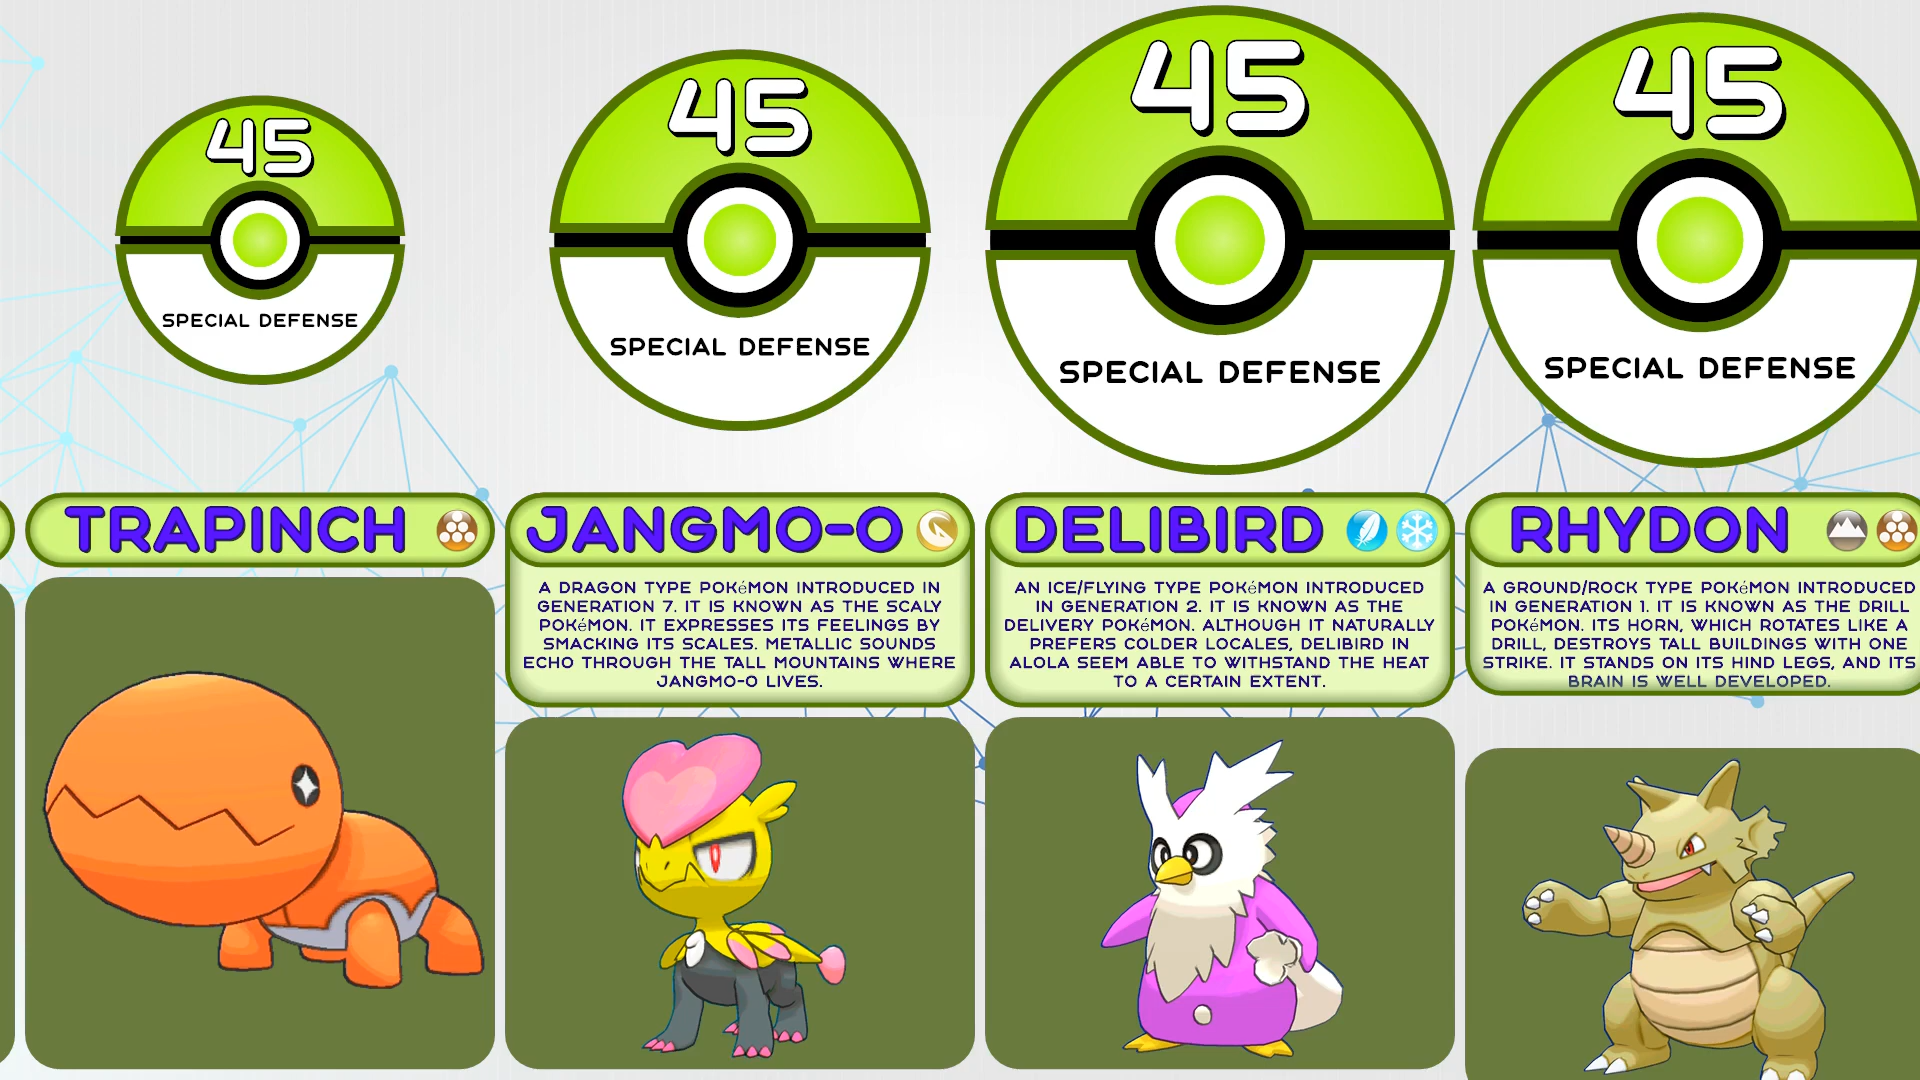 45
SPECIAL DEFENSE
TRAPINCH
45
SPECIAL DEFENSE
JANGMO-O
A DRAGON TYPE POKéMON INTRODUCED IN
GENERATION 7. IT IS KNOWN AS THE SCALY
POKéMON. IT EXPRESSES ITS FEELINGS BY
SMACKING ITS SCALES. METALLIC SOUNDS
ECHO THROUGH THE TALL MOUNTAINS WHERE
JANGMO-O LIVES.
45
SPECIAL DEFENSE
DELIBIRD
AN ICE/FLYING TYPE POKéMON INTRODUCED
IN GENERATION 2. IT IS KNOWN AS THE
DELIVERY POKéMON. ALTHOUGH IT NATURALLY
PREFERS COLDER LOCALES, DELIBIRD IN
ALOLA SEEM ABLE TO WITHSTAND THE HEAT
TO A CERTAIN EXTENT.
45
SPECIAL DEFENSE
RHYDON
A GROUND/ROCK TYPE POKéMON INTRODUCED
IN GENERATION 1. IT IS KNOWN AS THE DRILL
POKéMON. ITS HORN, WHICH ROTATES LIKE A
DRILL, DESTROYS TALL BUILDINGS WITH ONE
STRIKE. IT STANDS ON ITS HIND LEGS, AND ITS
BRAIN IS WELL DEVELOPED.